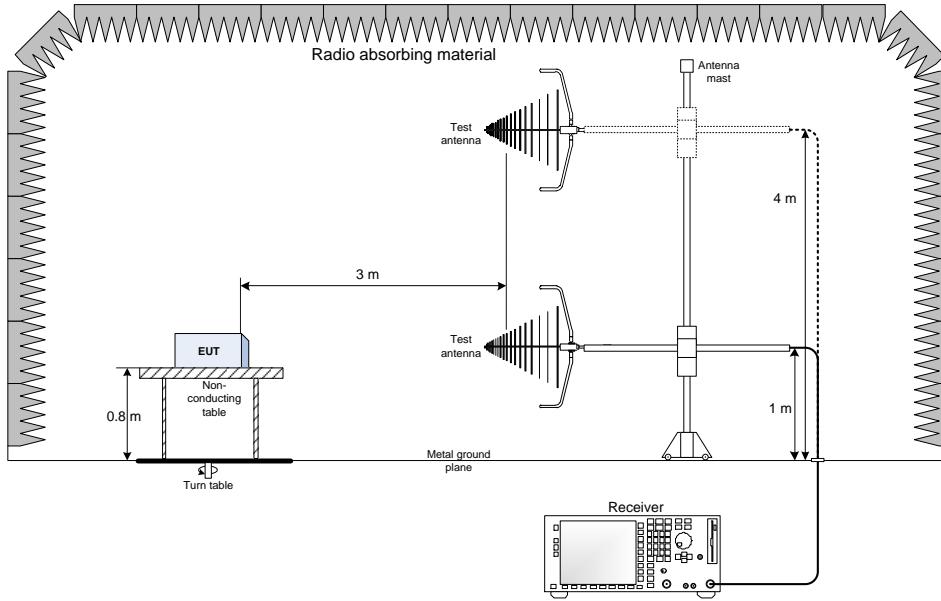 Radio absorbing material
Antenna
mast
Test
antenna
4 m
3 m
Test
antenna
EUT
Non-
conducting
table
0.8 m
1 m
Metal ground
plane
Turn table
Receiver